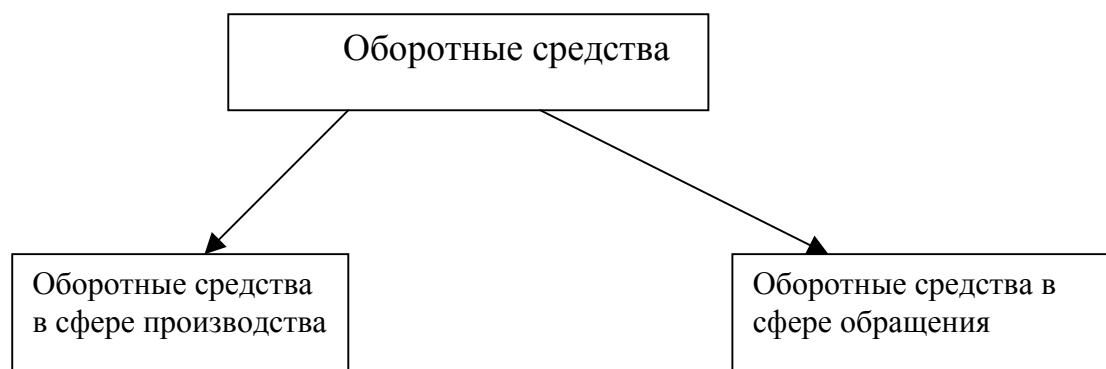 Оборотные средства
Оборотные средства
в сфере производства
Оборотные средства в
сфере обращения